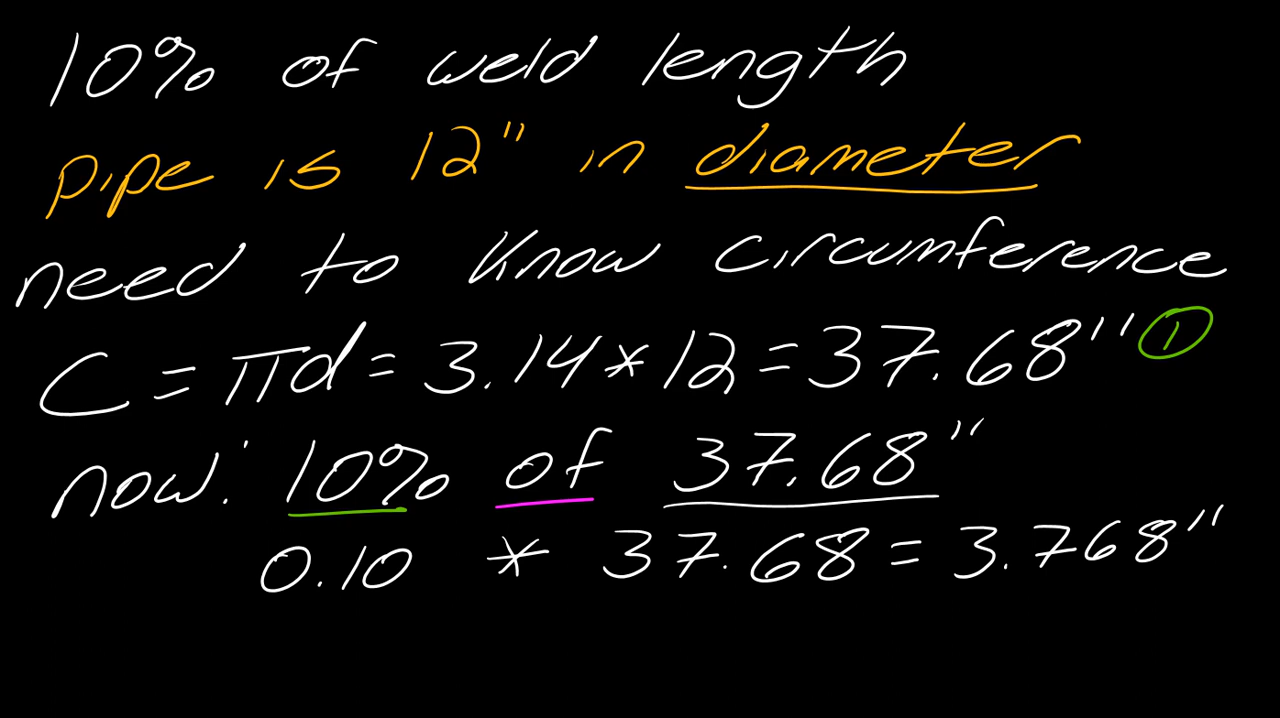 10% of weld length
pipe is 12" in diameter
need to know circumference
C = πd = 3.14 * 12 = 37.68" ①
now: 10% of 37.68"
0.10 * 37.68 = 3.768"